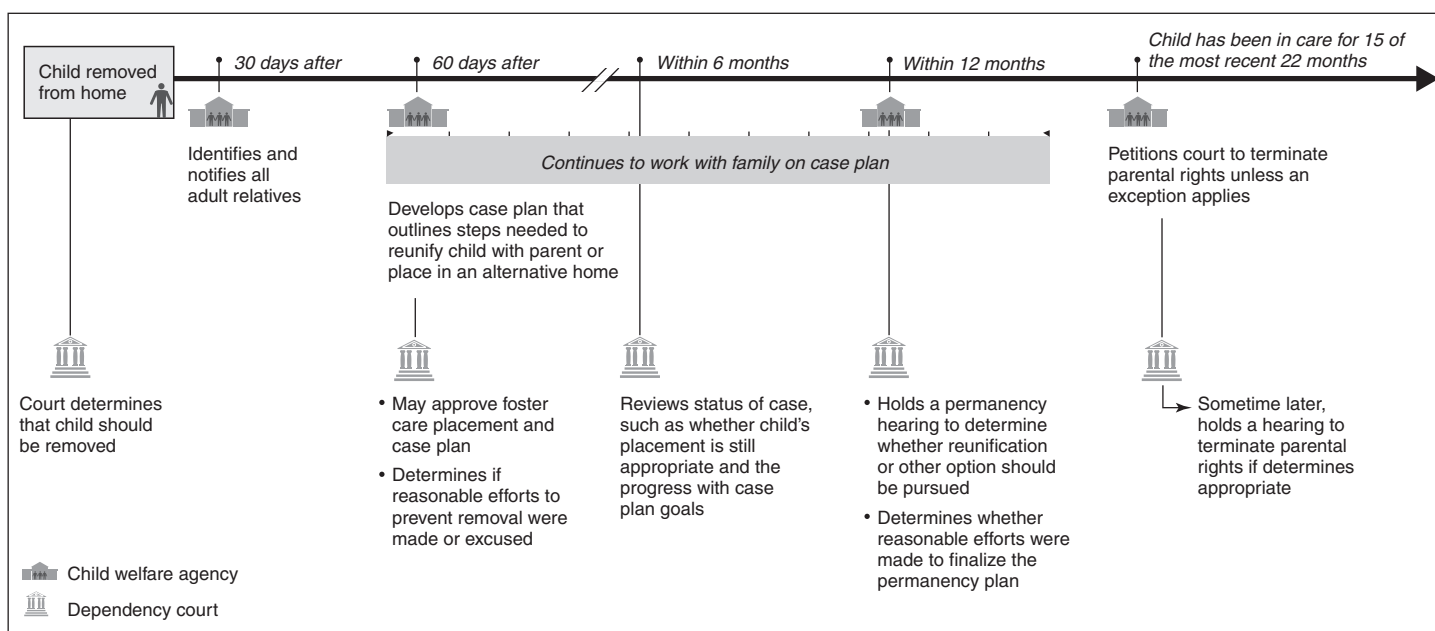 Child removed
from home
30 days after
60 days after
Within 6 months
Within 12 months
Child has been in care for 15 of
the most recent 22 months
Identifies and
notifies all
adult relatives
Continues to work with family on case plan
Develops case plan that
outlines steps needed to
reunify child with parent or
place in an alternative home
Petitions court to terminate
parental rights unless an
exception applies
Court determines
that child should
be removed
• May approve foster
care placement and
case plan
• Determines if
reasonable efforts to
prevent removal were
made or excused
Reviews status of case,
such as whether child’s
placement is still
appropriate and the
progress with case
plan goals
• Holds a permanency
hearing to determine
whether reunification
or other option should
be pursued
• Determines whether
reasonable efforts were
made to finalize the
permanency plan
Sometime later,
holds a hearing to
terminate parental
rights if determines
appropriate
Child welfare agency
Dependency court